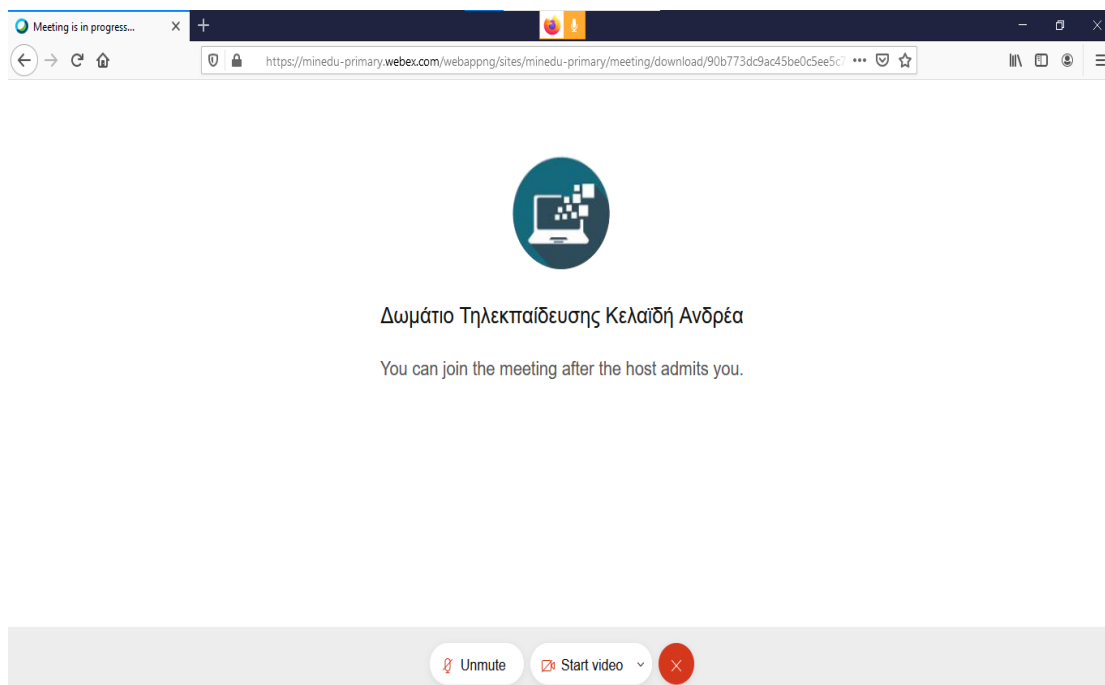 Meeting is in progress...
https://minedu-primary.webex.com/webappng/sites/minedu-primary/meeting/download/90b773dc9ac45be0c5ee5c7
Δωμάτιο Τηλεκπαίδευσης Κελαϊδή Ανδρέα
You can join the meeting after the host admits you.
Unmute
Start video